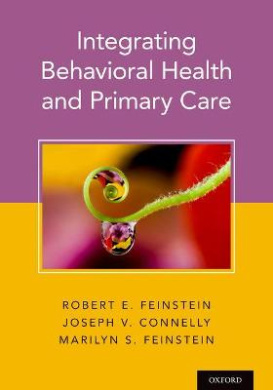 Integrating
Behavioral Health
and Primary Care
ROBERT E. FEINSTEIN
JOSEPH V. CONNELLY
MARILYN S. FEINSTEIN
OXFORD